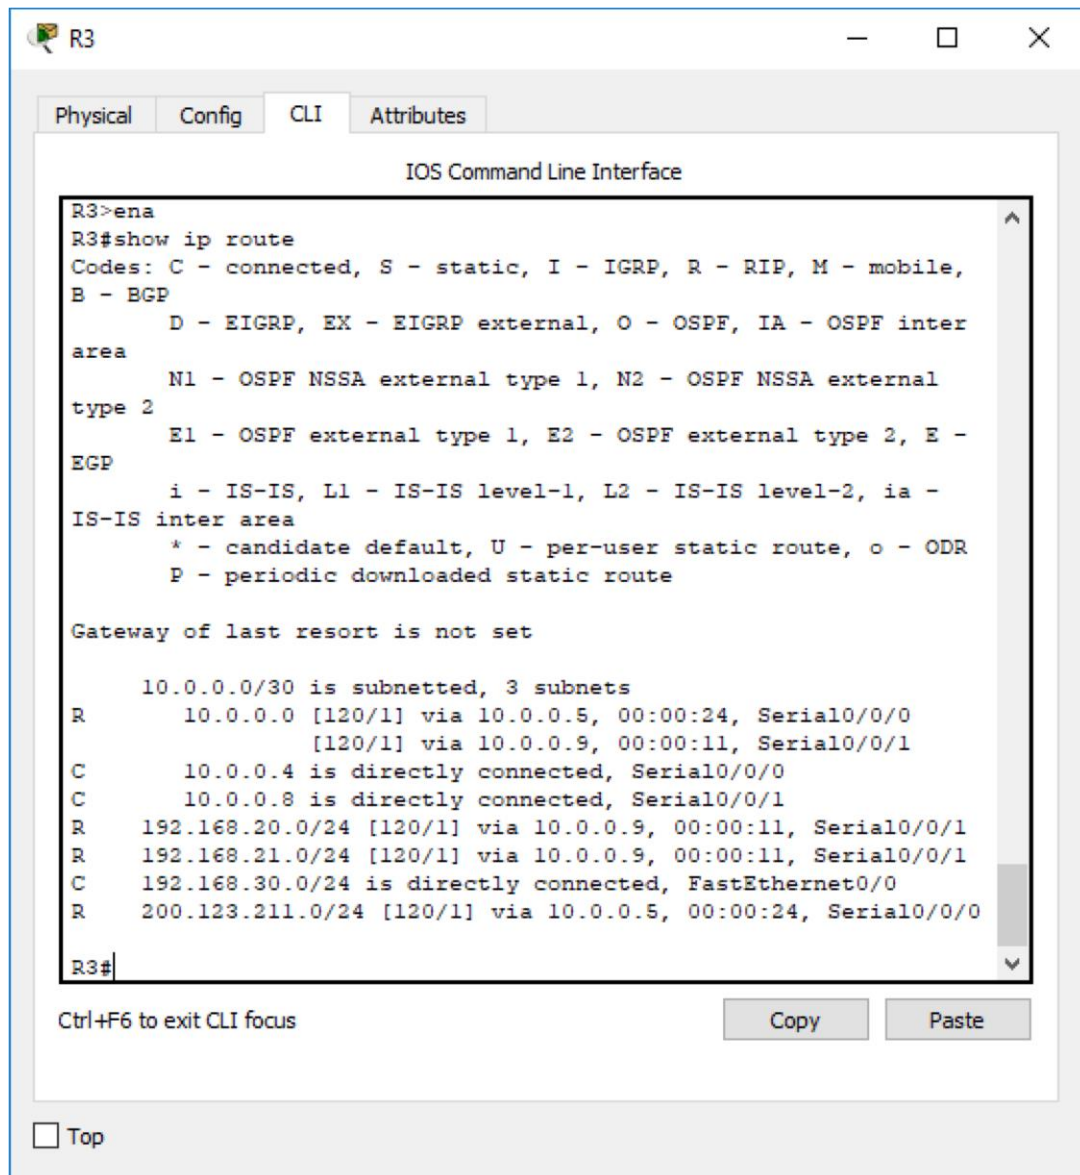 R3
Physical Config CLI Attributes
IOS Command Line Interface
R3>ena
R3#show ip route
Codes: C - connected, S - static, I - IGRP, R - RIP, M - mobile,
B - BGP
       D - EIGRP, EX - EIGRP external, O - OSPF, IA - OSPF inter
area
       N1 - OSPF NSSA external type 1, N2 - OSPF NSSA external
type 2
       E1 - OSPF external type 1, E2 - OSPF external type 2, E -
EGP
       i - IS-IS, L1 - IS-IS level-1, L2 - IS-IS level-2, ia -
IS-IS inter area
       * - candidate default, U - per-user static route, o - ODR
       P - periodic downloaded static route

Gateway of last resort is not set

     10.0.0.0/30 is subnetted, 3 subnets
R       10.0.0.0 [120/1] via 10.0.0.5, 00:00:24, Serial0/0/0
                 [120/1] via 10.0.0.9, 00:00:11, Serial0/0/1
C       10.0.0.4 is directly connected, Serial0/0/0
C       10.0.0.8 is directly connected, Serial0/0/1
R    192.168.20.0/24 [120/1] via 10.0.0.9, 00:00:11, Serial0/0/1
R    192.168.21.0/24 [120/1] via 10.0.0.9, 00:00:11, Serial0/0/1
C    192.168.30.0/24 is directly connected, FastEthernet0/0
R    200.123.211.0/24 [120/1] via 10.0.0.5, 00:00:24, Serial0/0/0

R3#
Ctrl+F6 to exit CLI focus Copy Paste
Top